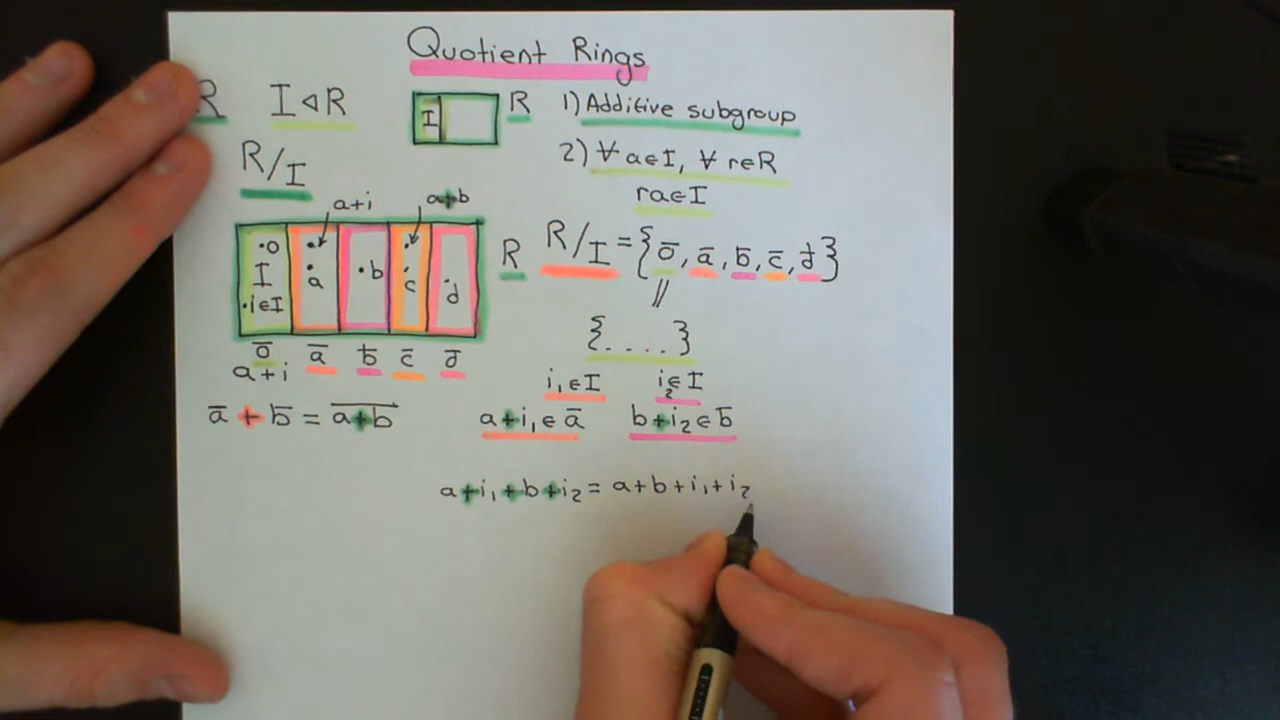 Quotient Rings
R I ⊲ R
I R 1) Additive subgroup
R/I
2) ∀ a∈I, ∀ r∈R
ra∈I
a+i a+b
R/I = {0̅, a̅, b̅, c̅, d̅}
·0 ·a ·b ·c ·d R
I
·i∈I
//
{. . . .}
0̅ a̅ b̅ c̅ d̅
a+i
i₁∈I i₂∈I
a̅ + b̅ = a̅+̅b̅
a+i₁∈a̅ b+i₂∈b̅
a+i₁+b+i₂= a+b+i₁+i₂